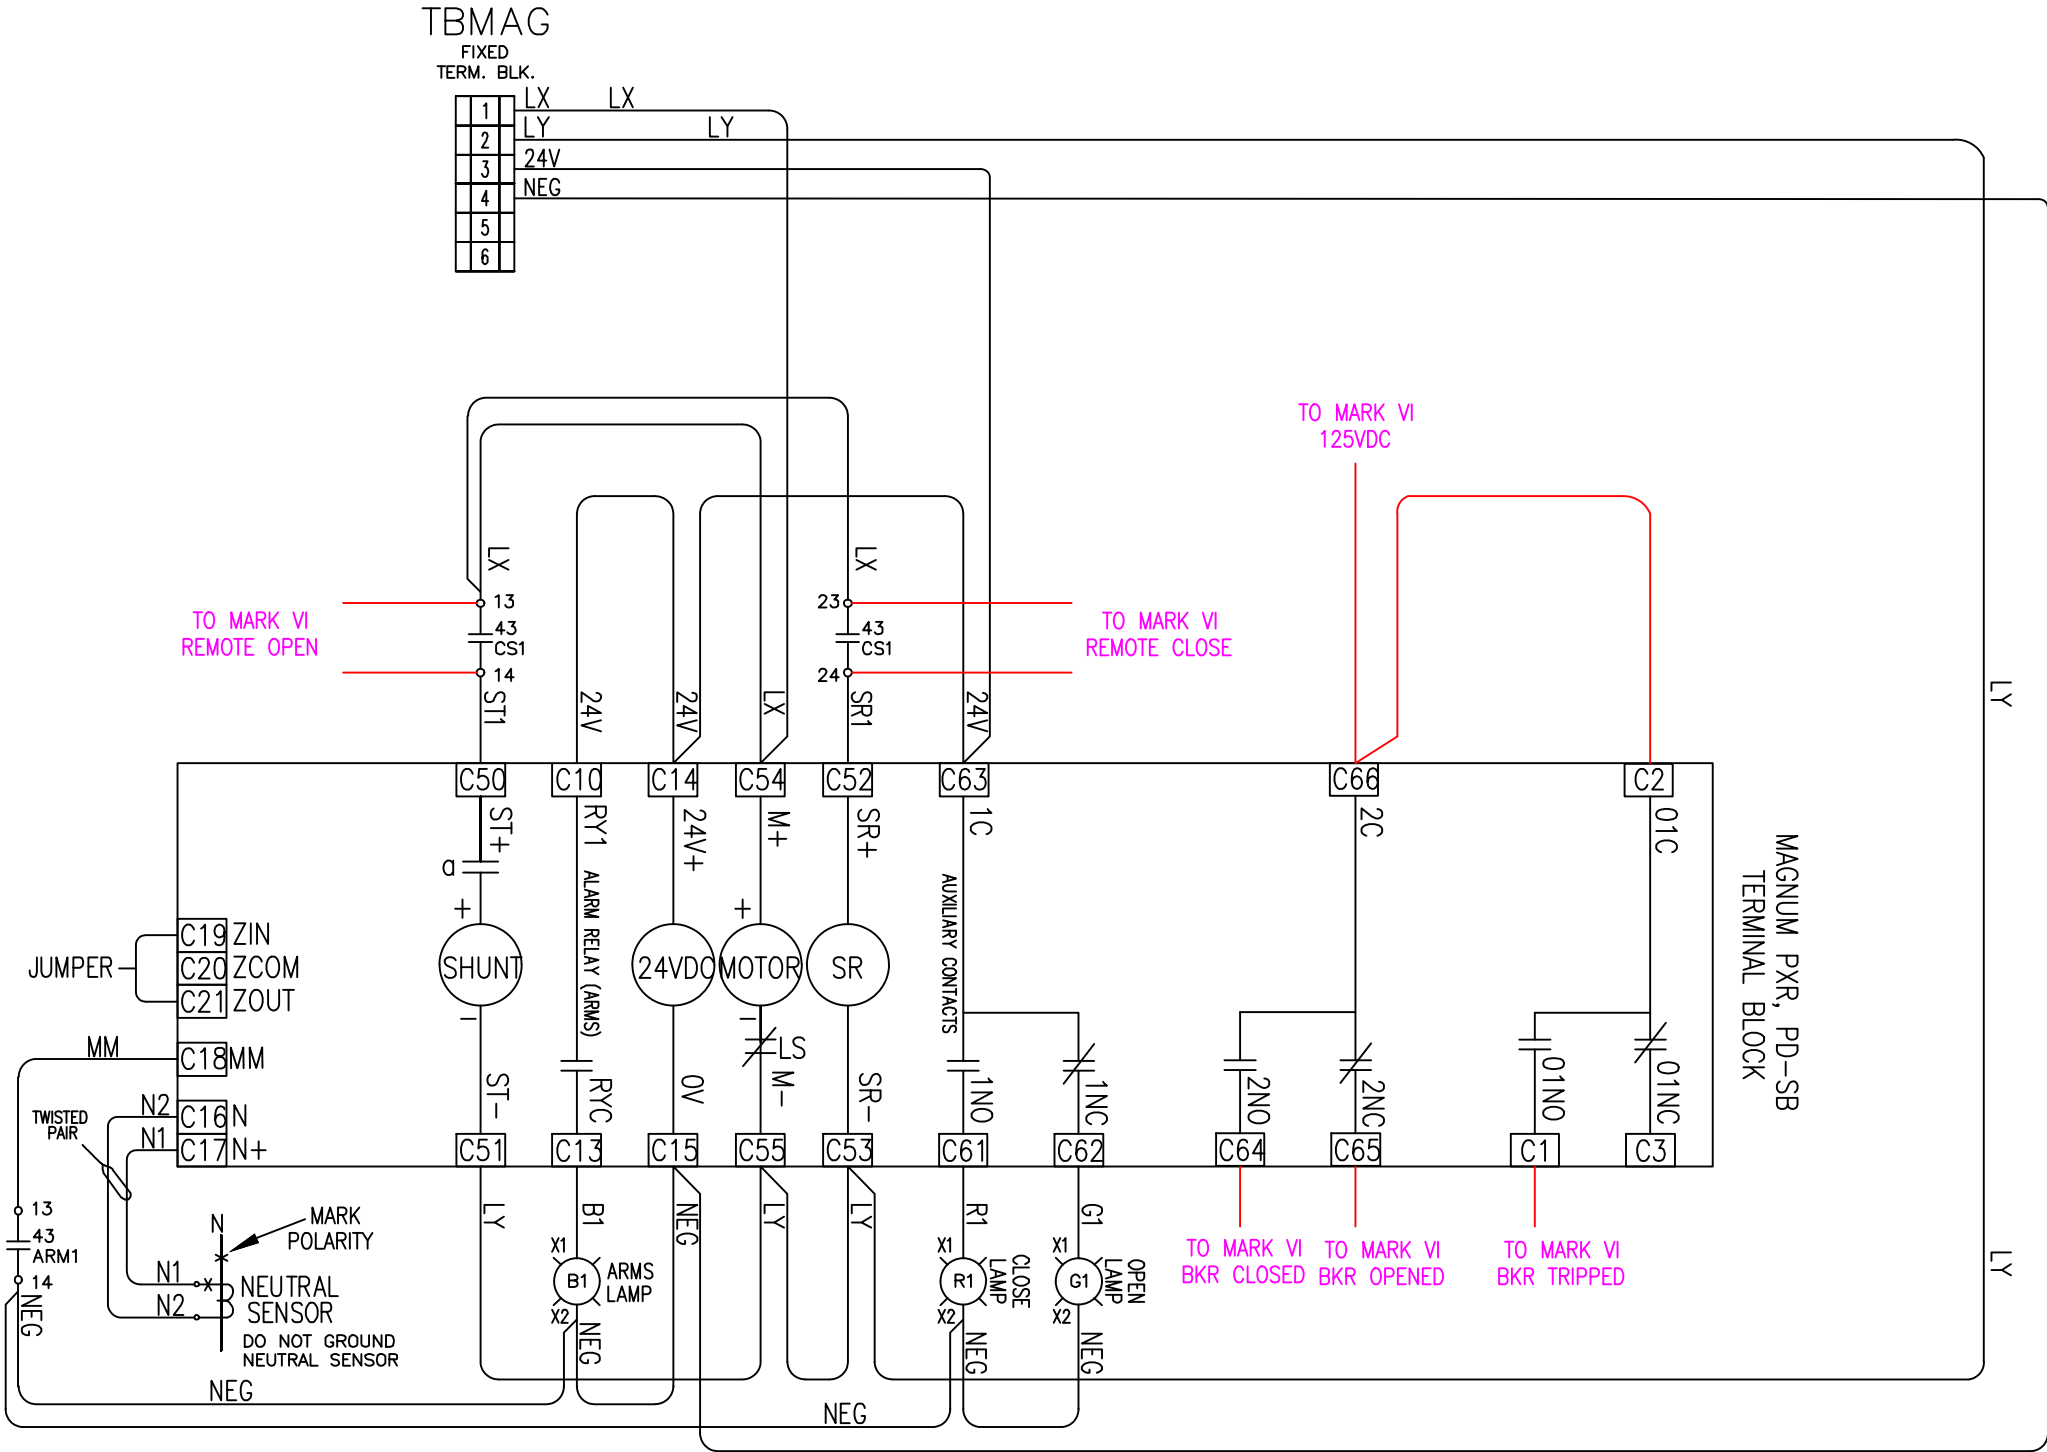 TBMAG
FIXED
TERM. BLK.
1
LX
LX
2
LY
LY
3
24V
4
NEG
5
6
TO MARK VI
125VDC
LX
LX
TO MARK VI
REMOTE OPEN
13
43
CS1
14
23
43
CS1
24
TO MARK VI
REMOTE CLOSE
ST1
24V
24V
LX
SR1
24V
LY
C50
C10
C14
C54
C52
C63
C66
C2
ST+
RY1
24V+
M+
SR+
1C
2C
01C
a
+
+
ALARM RELAY (ARMS)
AUXILIARY CONTACTS
MAGNUM PXR, PD-SB
TERMINAL BLOCK
JUMPER
C19 ZIN
C20 ZCOM
C21 ZOUT
SHUNT
24VDC
MOTOR
SR
-
-
LS
MM
C18 MM
ST-
RYC
0V
M-
SR-
1NO
1NC
2NO
2NC
01NO
01NC
TWISTED
PAIR
N2
C16 N
N1
C17 N+
C51
C13
C15
C55
C53
C61
C62
C64
C65
C1
C3
13
43
ARM1
14
NEG
N
MARK
POLARITY
LY
B1
NEG
LY
LY
R1
G1
N1
N2
NEUTRAL
SENSOR
DO NOT GROUND
NEUTRAL SENSOR
X1
B1
X2
ARMS
LAMP
NEG
X1
R1
X2
CLOSE
LAMP
NEG
X1
G1
X2
OPEN
LAMP
NEG
TO MARK VI
BKR CLOSED
TO MARK VI
BKR OPENED
TO MARK VI
BKR TRIPPED
LY
NEG
NEG